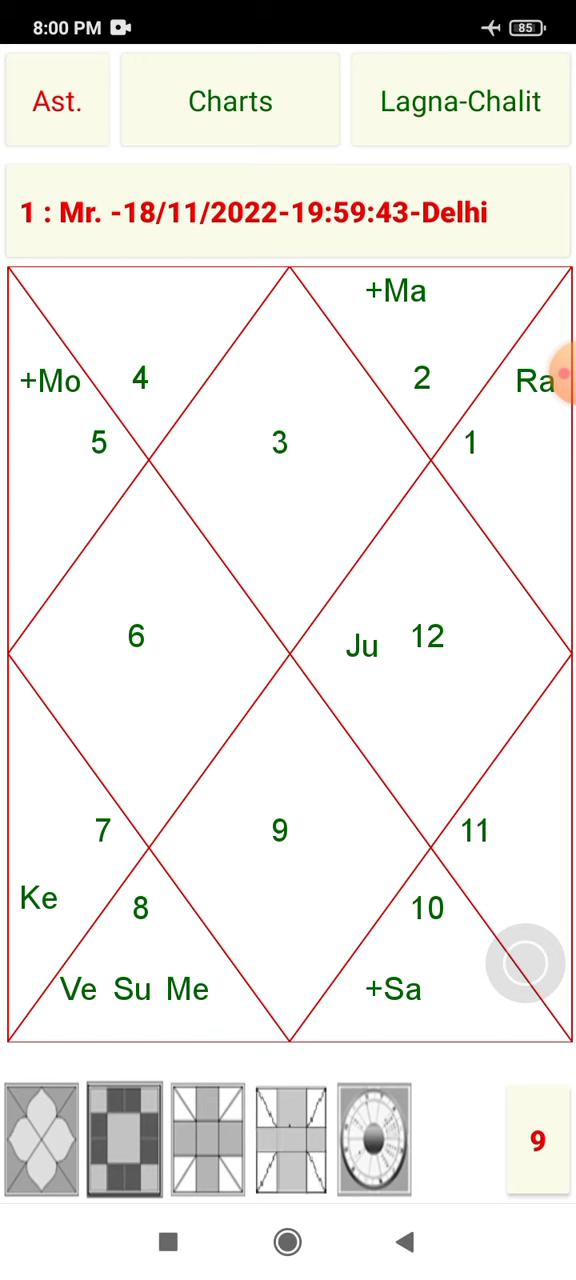 8:00 PM 85
Ast. Charts Lagna-Chalit
1 : Mr. -18/11/2022-19:59:43-Delhi
+Ma
+Mo 4 2 Ra
5 3 1
6 Ju 12
7 9 11
Ke 8 10
Ve Su Me +Sa
9